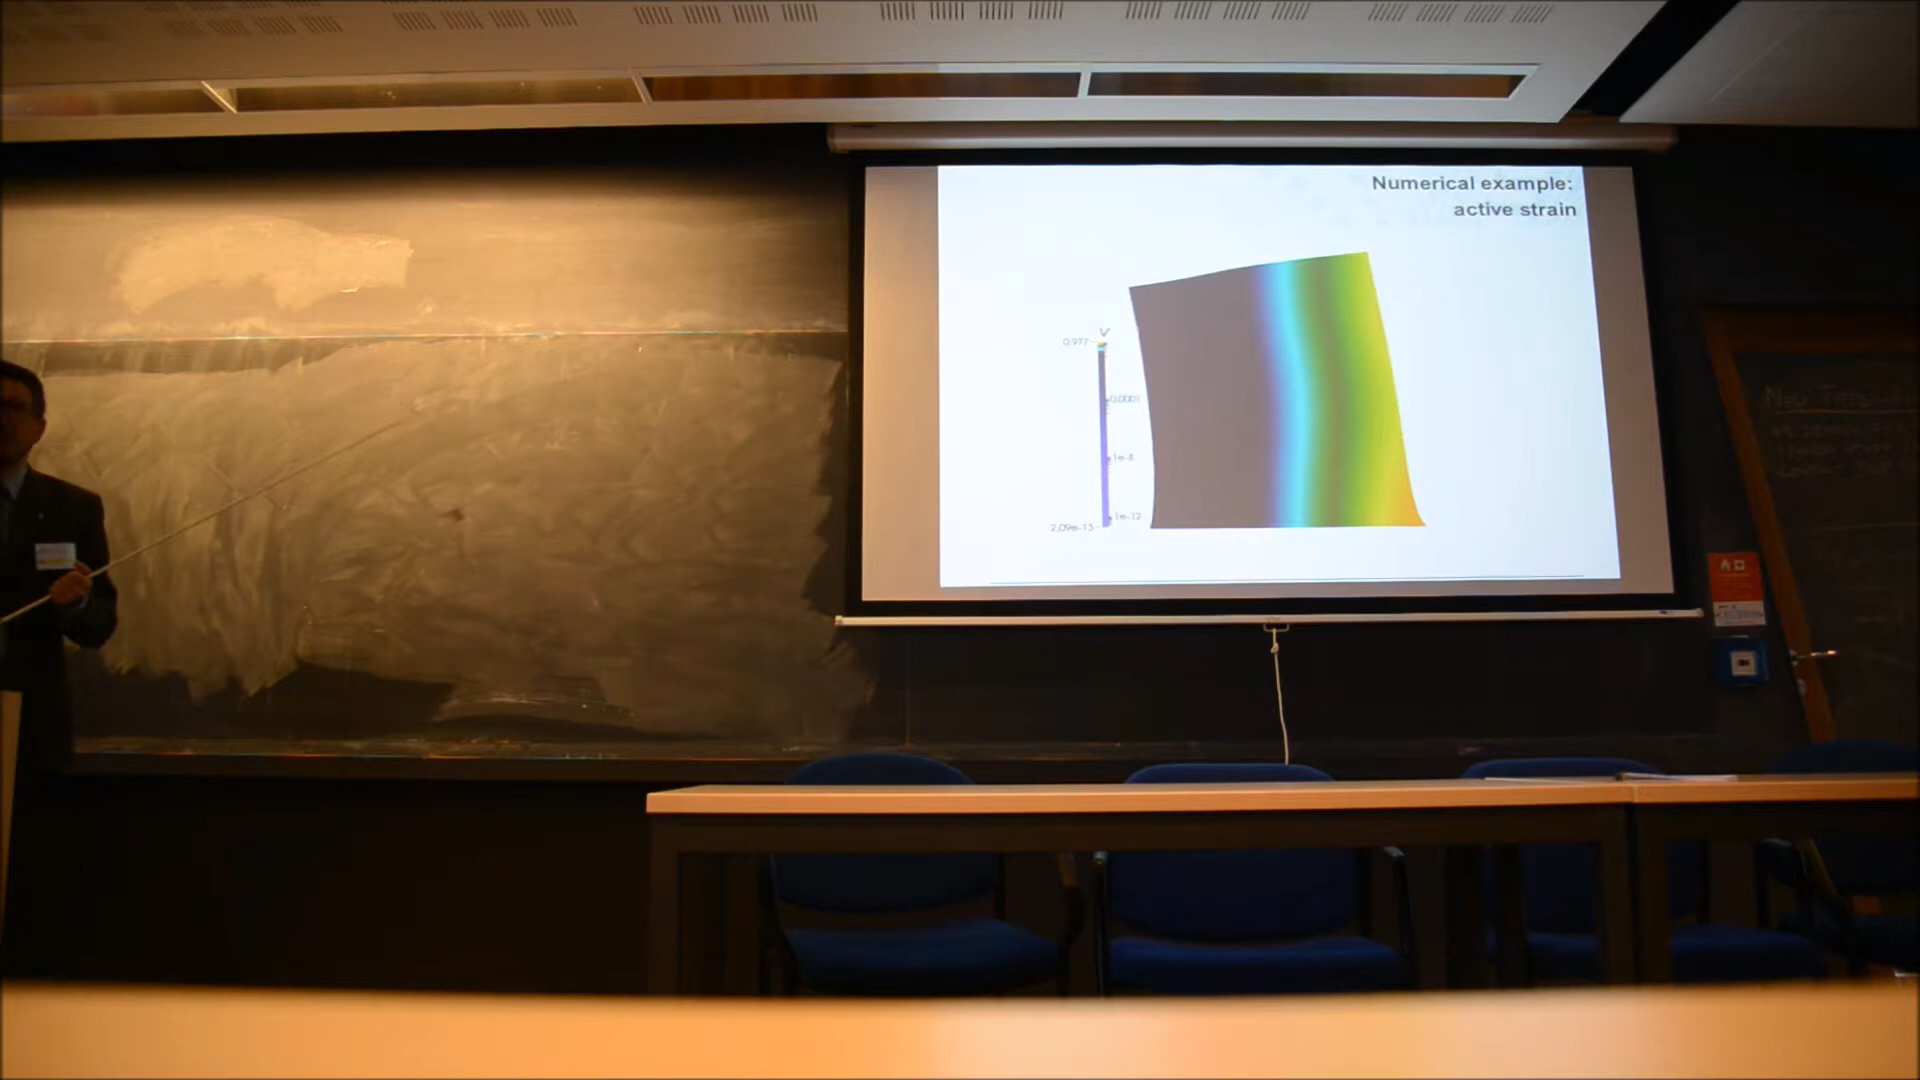 Numerical example:
active strain
V
0.977
0.0001
1e-8
1e-12
2.09e-13